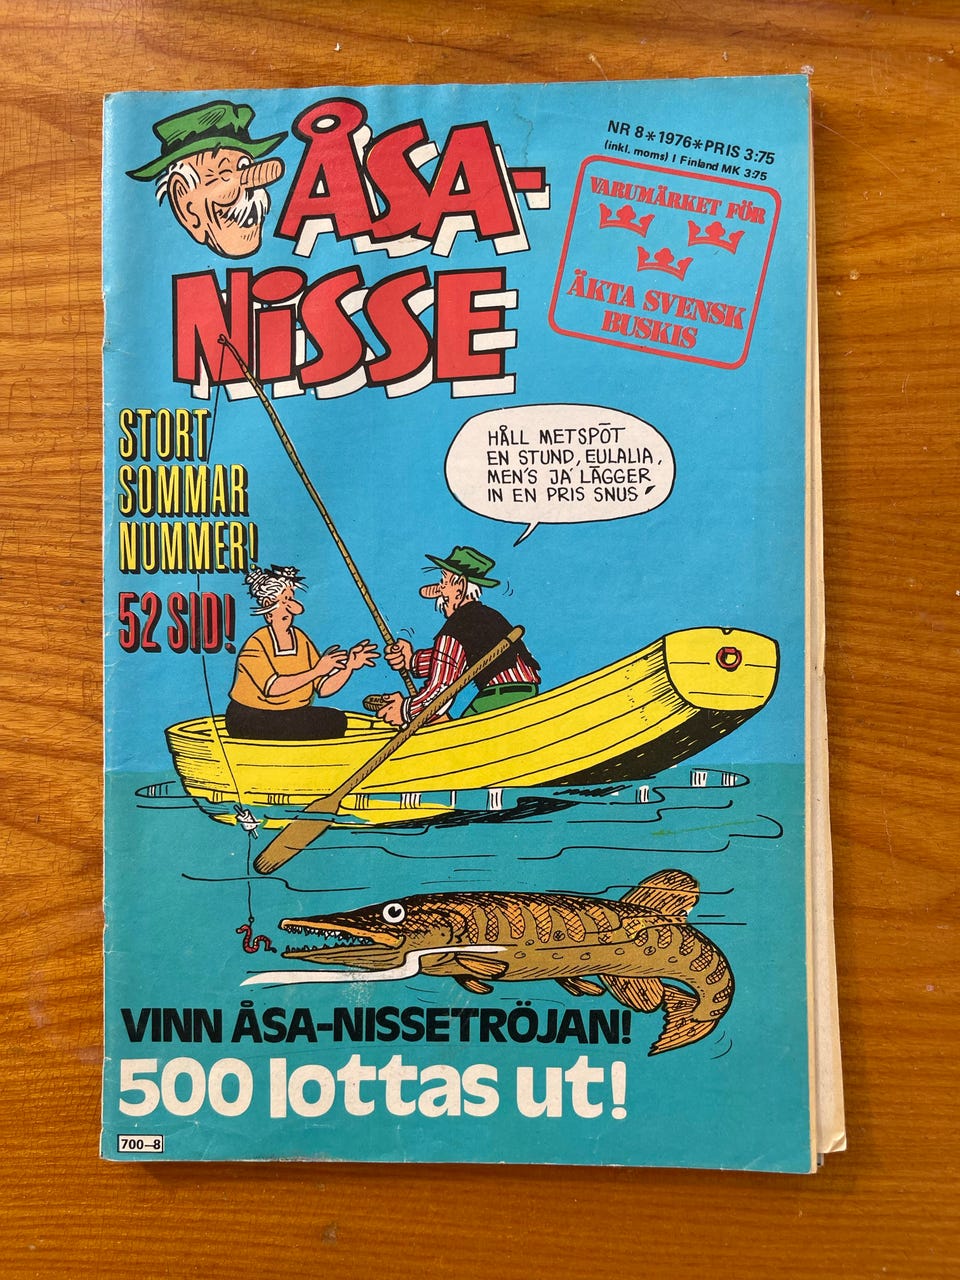 ÅSA-
NISSE
NR 8*1976*PRIS 3:75
(inkl. moms) I Finland MK 3:75
VARUMÄRKET FÖR
ÄKTA SVENSK
BUSKIS
STORT
SOMMAR
NUMMER!
52 SID!
HÅLL METSPÖT
EN STUND, EULALIA,
MEN'S JA' LÄGGER
IN EN PRIS SNUS!
VINN ÅSA-NISSETRÖJAN!
500 lottas ut!
700-8